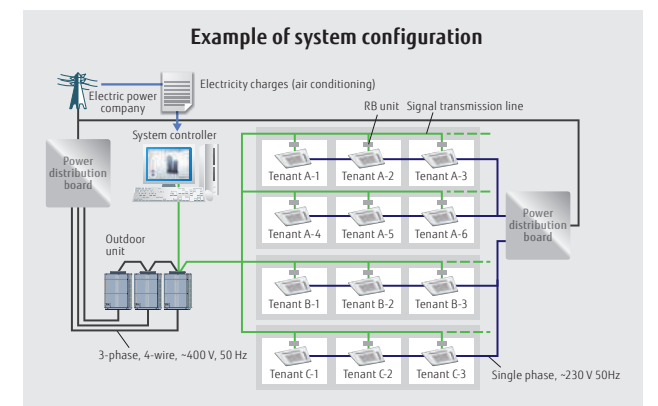 Example of system configuration
Electricity charges (air conditioning)
Electric power
company
RB unit
Signal transmission line
System controller
Power
distribution
board
Tenant A-1
Tenant A-2
Tenant A-3
Tenant A-4
Tenant A-5
Tenant A-6
Power
distribution
board
Outdoor
unit
Tenant B-1
Tenant B-2
Tenant B-3
3-phase, 4-wire, ~400 V, 50 Hz
Tenant C-1
Tenant C-2
Tenant C-3
Single phase, ~230 V 50Hz